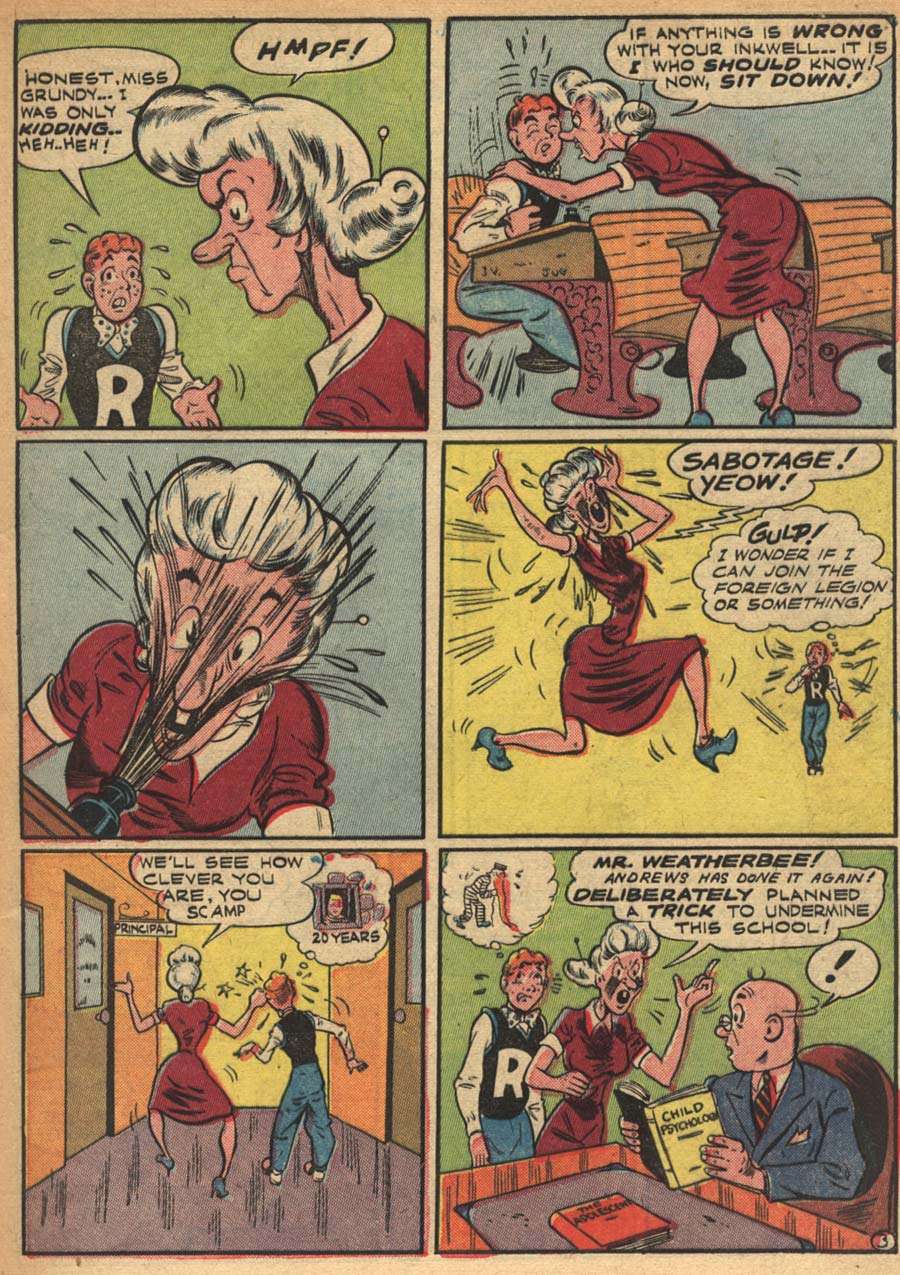 HONEST, MISS
GRUNDY... I
WAS ONLY
KIDDING..
HEH..HEH!
HMPF!
R
IF ANYTHING IS WRONG
WITH YOUR INKWELL... IT IS
I WHO SHOULD KNOW!
NOW, SIT DOWN!
J.V.
JUG
SABOTAGE!
YEOW!
GULP!
I WONDER IF I
CAN JOIN THE
FOREIGN LEGION
OR SOMETHING!
R
WE'LL SEE HOW
CLEVER YOU
ARE, YOU
SCAMP
20 YEARS
PRINCIPAL
MR. WEATHERBEE!
ANDREWS HAS DONE IT AGAIN!
DELIBERATELY PLANNED
A TRICK TO UNDERMINE
THIS SCHOOL!
!
R
CHILD
PSYCHOLOGY
THE
ADOLESCENT
3